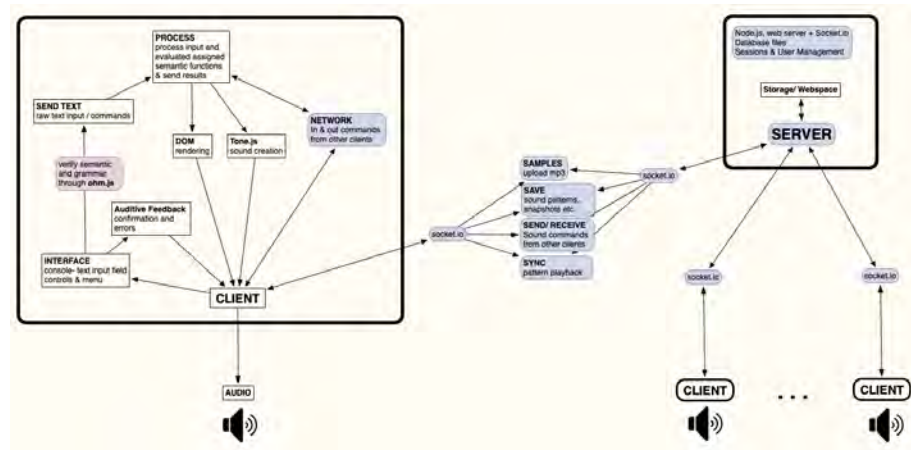 PROCESS
process input and
evaluated assigned
semantic functions
& send results
SEND TEXT
raw text input / commands
NETWORK
In & out commands
from other clients
DOM
rendering
Tone.js
sound creation
verify semantic
and grammar
through ohm.js
Auditive Feedback
confirmation and
errors
INTERFACE
console- text input field
controls & menu
CLIENT
AUDIO
socket.io
SAMPLES
upload mp3
SAVE
sound patterns,
snapshots etc.
SEND/ RECEIVE
Sound commands
from other clients
SYNC
pattern playback
socket.io
Node.js, web server + Socket.io
Database files
Sessions & User Management
Storage/ Webspace
SERVER
socket.io
socket.io
CLIENT
. . .
CLIENT